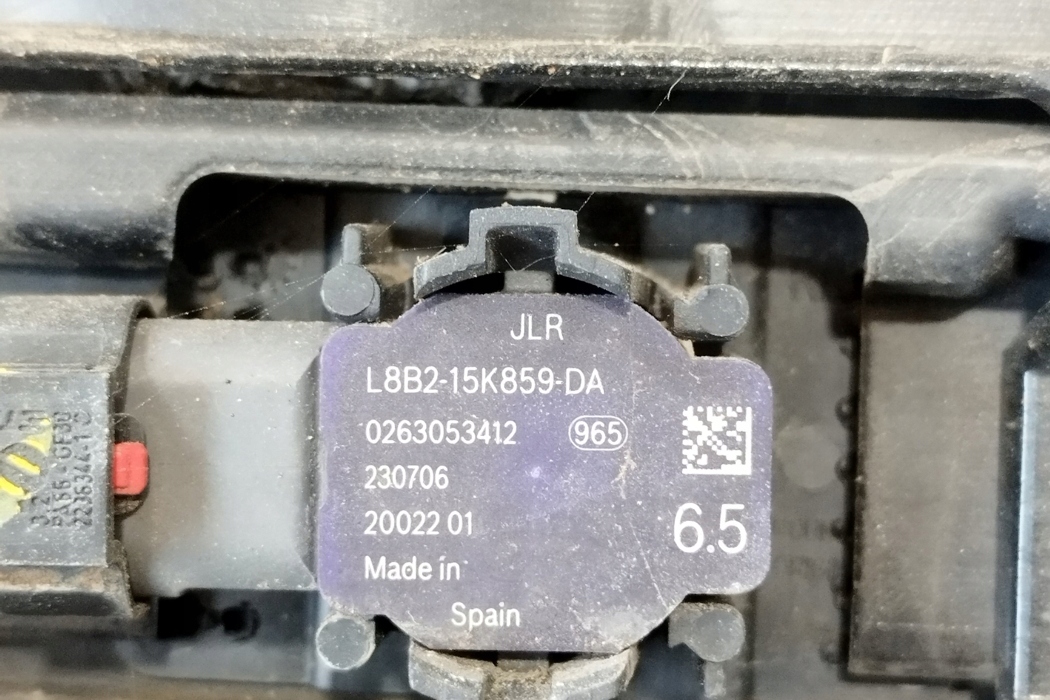 JLR
L8B2-15K859-DA
0263053412 965
230706
20022 01
6.5
Made in
Spain